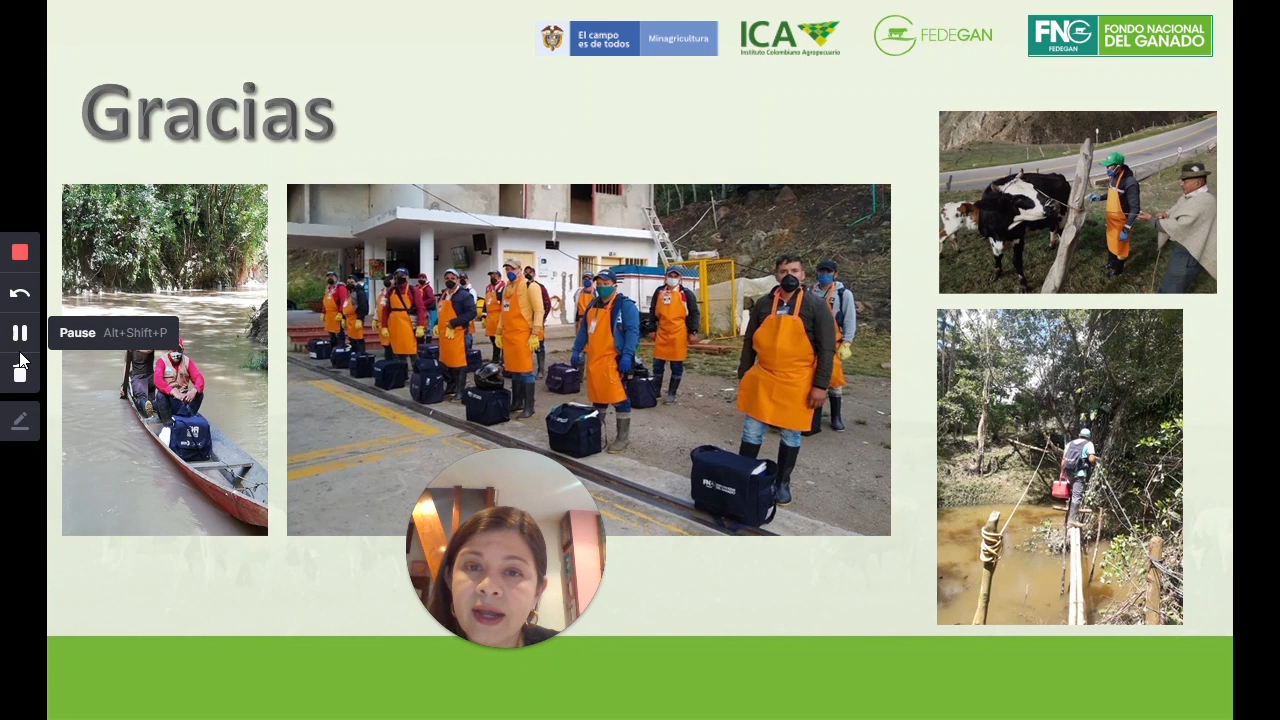 El campo
es de todos
Minagricultura
ICA
Instituto Colombiano Agropecuario
FEDEGAN
FNG
FEDEGAN
FONDO NACIONAL
DEL GANADO
Gracias
Pause Alt+Shift+P
FNG